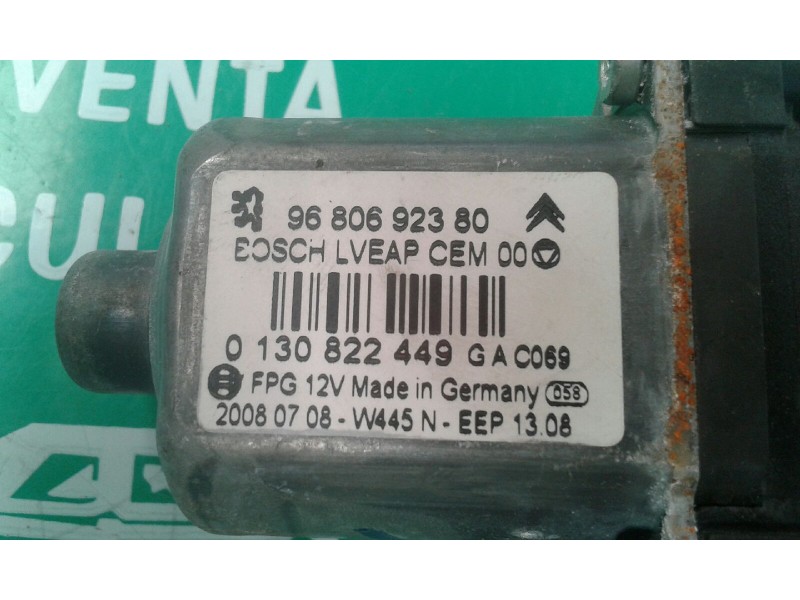 VENTA
CUL
96 806 923 80
BOSCH LVEAP CEM 00
0 130 822 449 G A C069
FPG 12V Made in Germany 058
2008 07 08 - W445 N - EEP 13.08